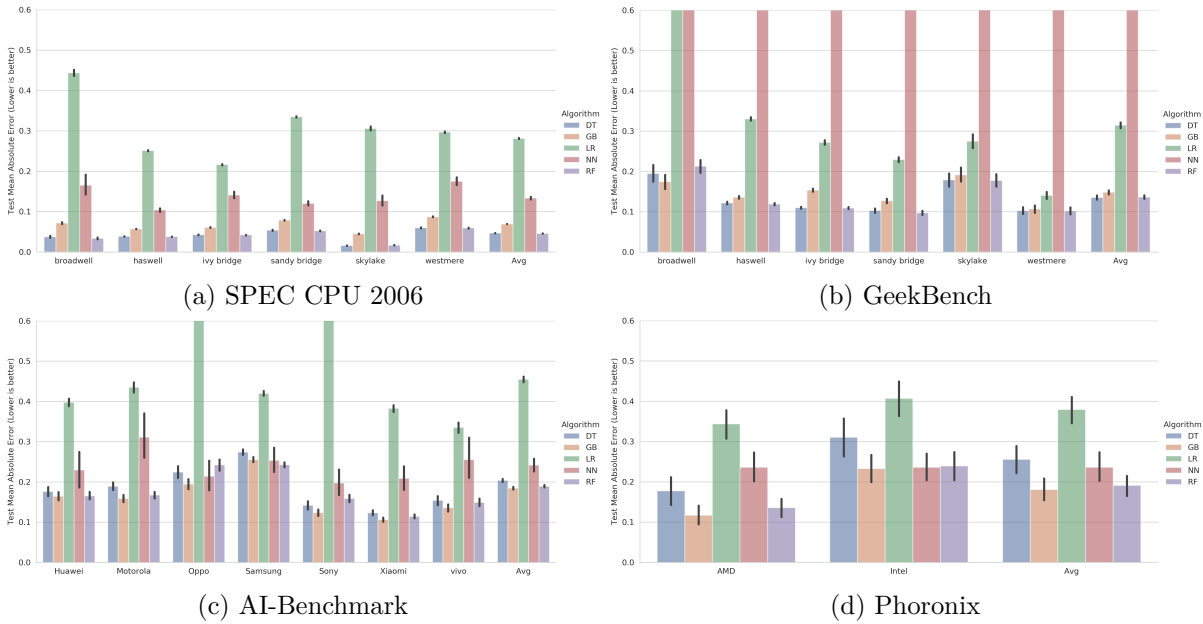 Test Mean Absolute Error (Lower is better)
0.6
0.5
0.4
0.3
0.2
0.1
0.0
broadwell haswell ivy bridge sandy bridge skylake westmere Avg
Algorithm
DT
GB
LR
NN
RF
(a) SPEC CPU 2006
Test Mean Absolute Error (Lower is better)
0.6
0.5
0.4
0.3
0.2
0.1
0.0
broadwell haswell ivy bridge sandy bridge skylake westmere Avg
Algorithm
DT
GB
LR
NN
RF
(b) GeekBench
Test Mean Absolute Error (Lower is better)
0.6
0.5
0.4
0.3
0.2
0.1
0.0
Huawei Motorola Oppo Samsung Sony Xiaomi vivo Avg
Algorithm
DT
GB
LR
NN
RF
(c) AI-Benchmark
Test Mean Absolute Error (Lower is better)
0.6
0.5
0.4
0.3
0.2
0.1
0.0
AMD Intel Avg
Algorithm
DT
GB
LR
NN
RF
(d) Phoronix